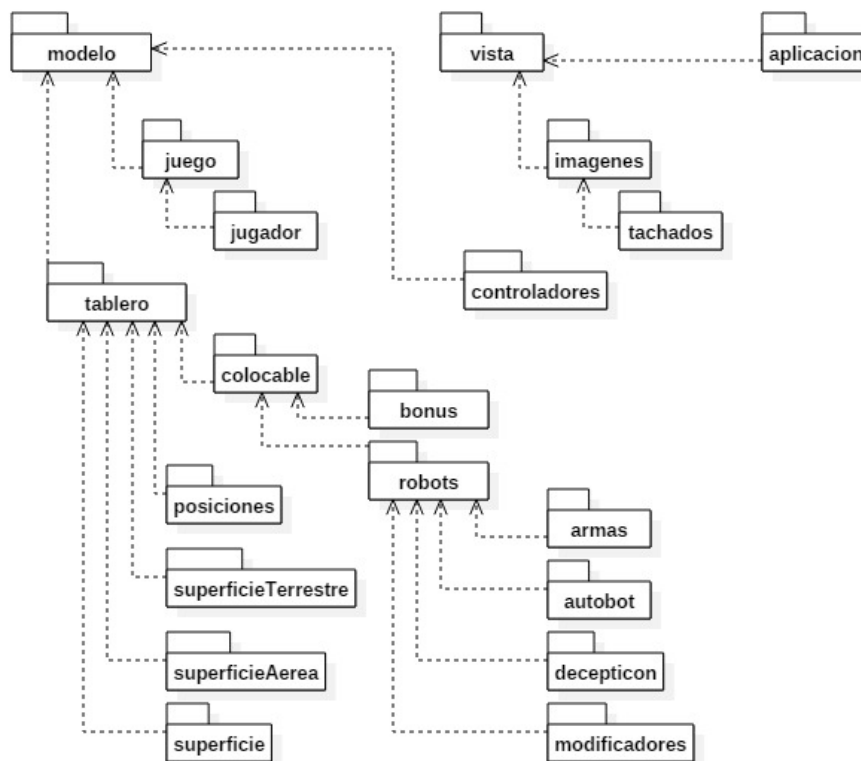 modelo
vista
aplicacion
juego
imagenes
jugador
tachados
tablero
controladores
colocable
bonus
robots
posiciones
armas
superficieTerrestre
autobot
superficieAerea
decepticon
superficie
modificadores